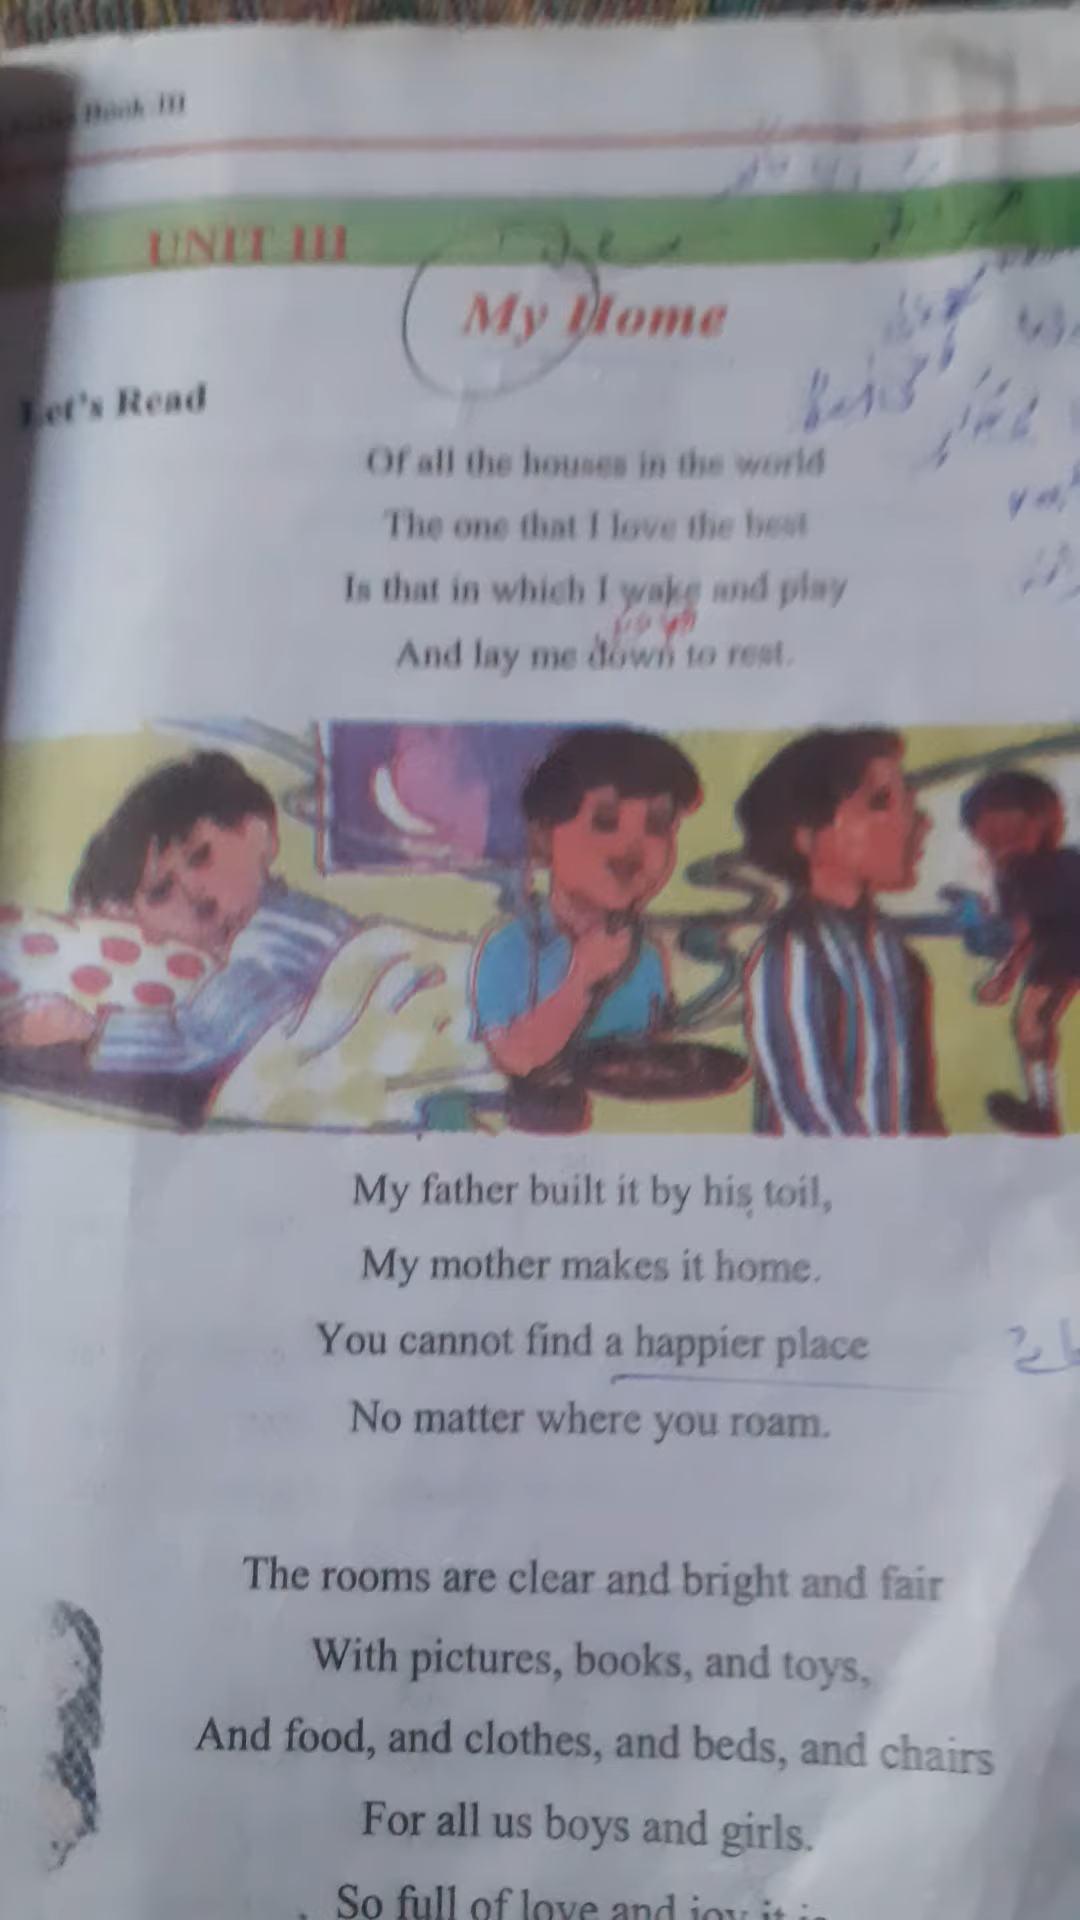 Book-III
UNIT III
My Home
Let's Read
Of all the houses in the world
The one that I love the best
Is that in which I wake and play
And lay me down to rest.
My father built it by his toil,
My mother makes it home.
You cannot find a happier place
No matter where you roam.
The rooms are clear and bright and fair
With pictures, books, and toys,
And food, and clothes, and beds, and chairs
For all us boys and girls.
So full of love and joy it is